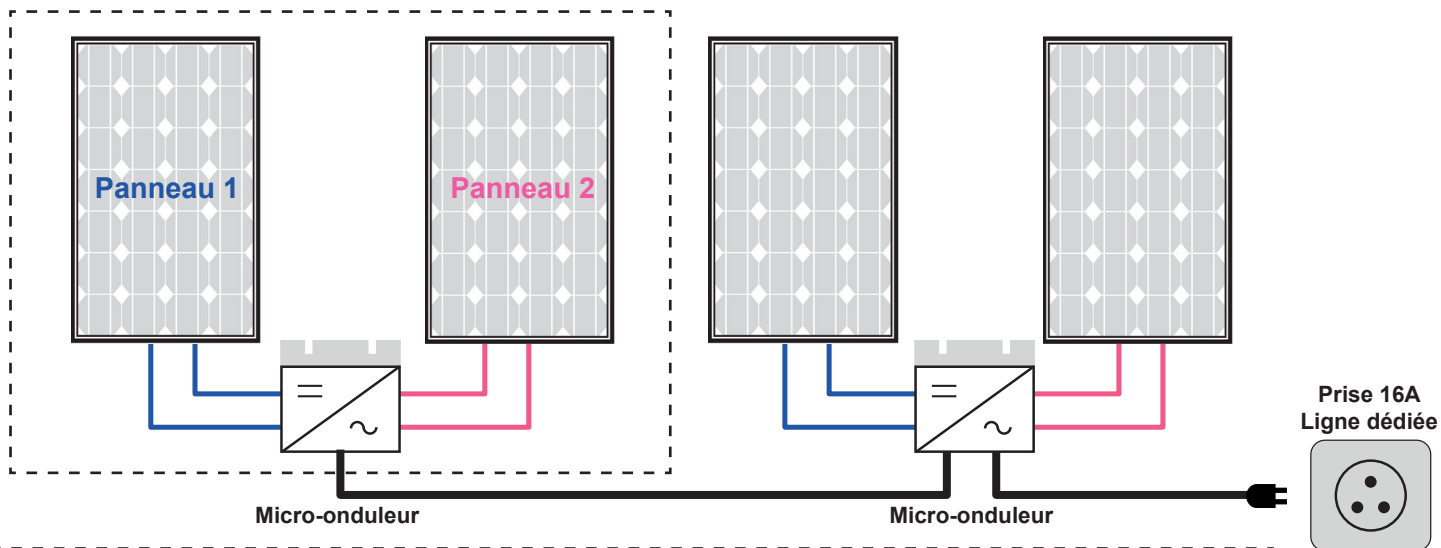 Panneau 1
Panneau 2
Prise 16A
Ligne dédiée
Micro-onduleur
Micro-onduleur